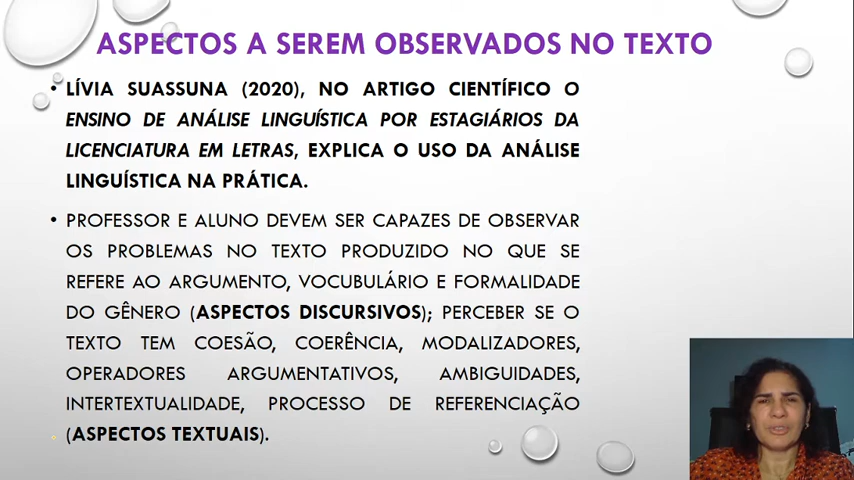 ASPECTOS A SEREM OBSERVADOS NO TEXTO
• LÍVIA SUASSUNA (2020), NO ARTIGO CIENTÍFICO O
ENSINO DE ANÁLISE LINGUÍSTICA POR ESTAGIÁRIOS DA
LICENCIATURA EM LETRAS, EXPLICA O USO DA ANÁLISE
LINGUÍSTICA NA PRÁTICA.
• PROFESSOR E ALUNO DEVEM SER CAPAZES DE OBSERVAR
OS PROBLEMAS NO TEXTO PRODUZIDO NO QUE SE
REFERE AO ARGUMENTO, VOCUBULÁRIO E FORMALIDADE
DO GÊNERO (ASPECTOS DISCURSIVOS); PERCEBER SE O
TEXTO TEM COESÃO, COERÊNCIA, MODALIZADORES,
OPERADORES ARGUMENTATIVOS, AMBIGUIDADES,
INTERTEXTUALIDADE, PROCESSO DE REFERENCIAÇÃO
(ASPECTOS TEXTUAIS).